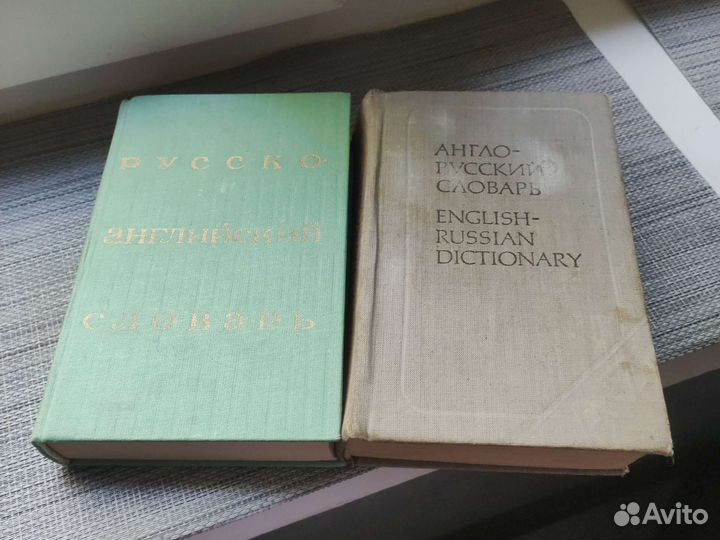 РУССКО
АНГЛИЙСКИЙ
СЛОВАРЬ
АНГЛО-
РУССКИЙ
СЛОВАРЬ
ENGLISH-
RUSSIAN
DICTIONARY
Avito